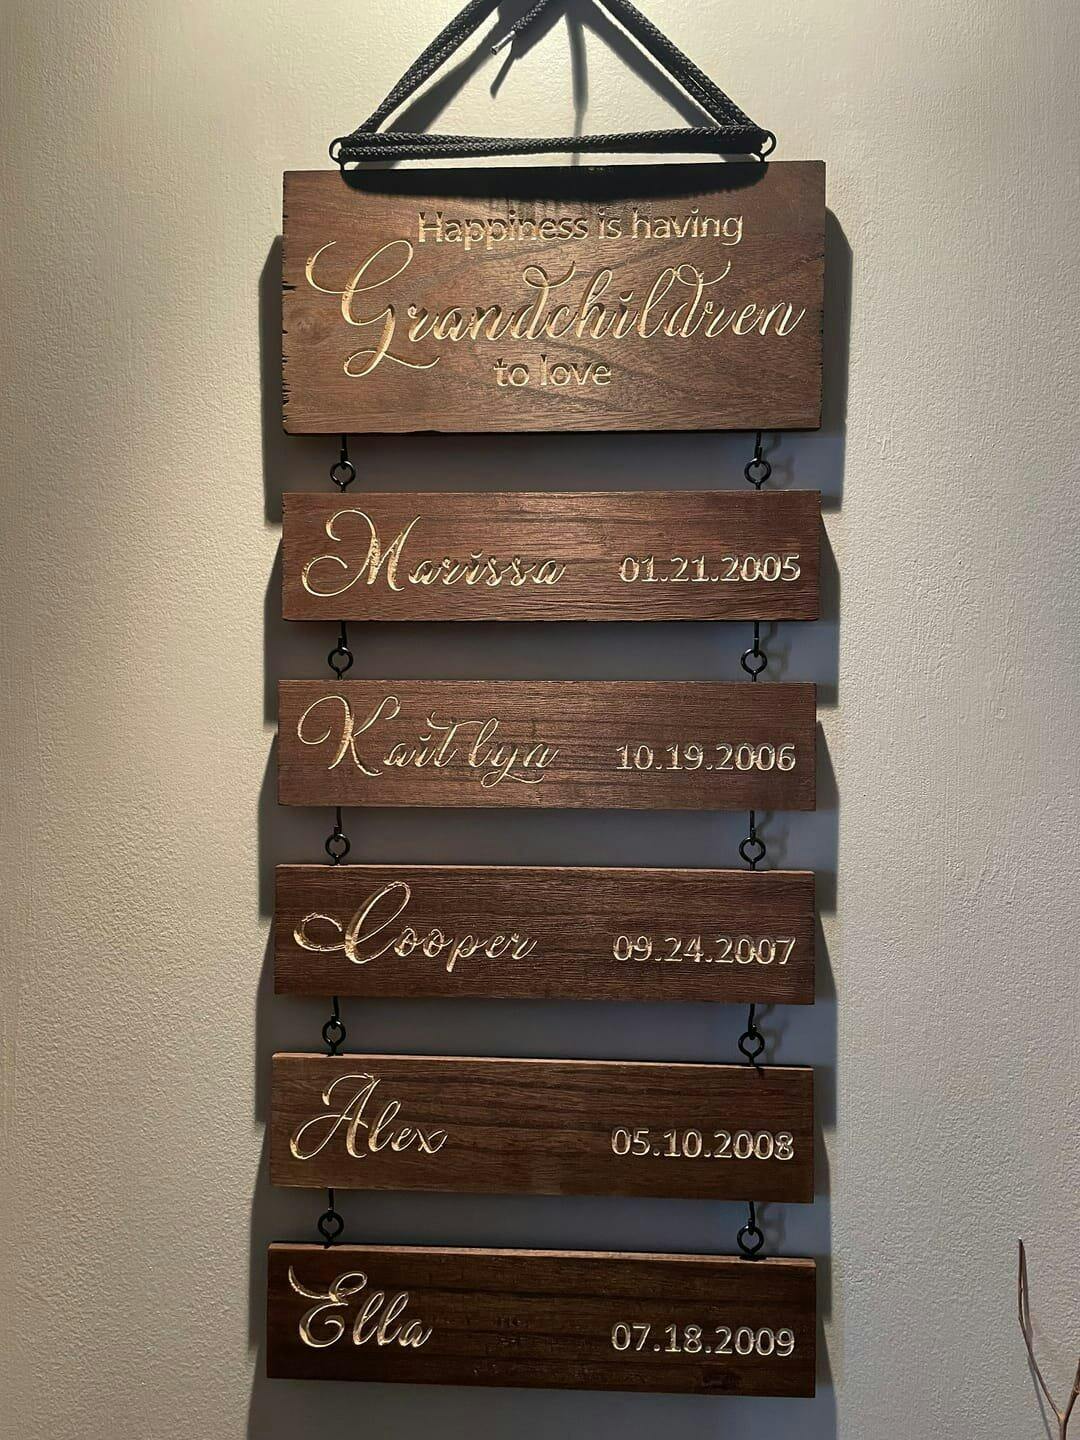 Happiness is having
Grandchildren
to love
Marissa 01.21.2005
Kaitlyn 10.19.2006
Cooper 09.24.2007
Alex 05.10.2008
Ella 07.18.2009